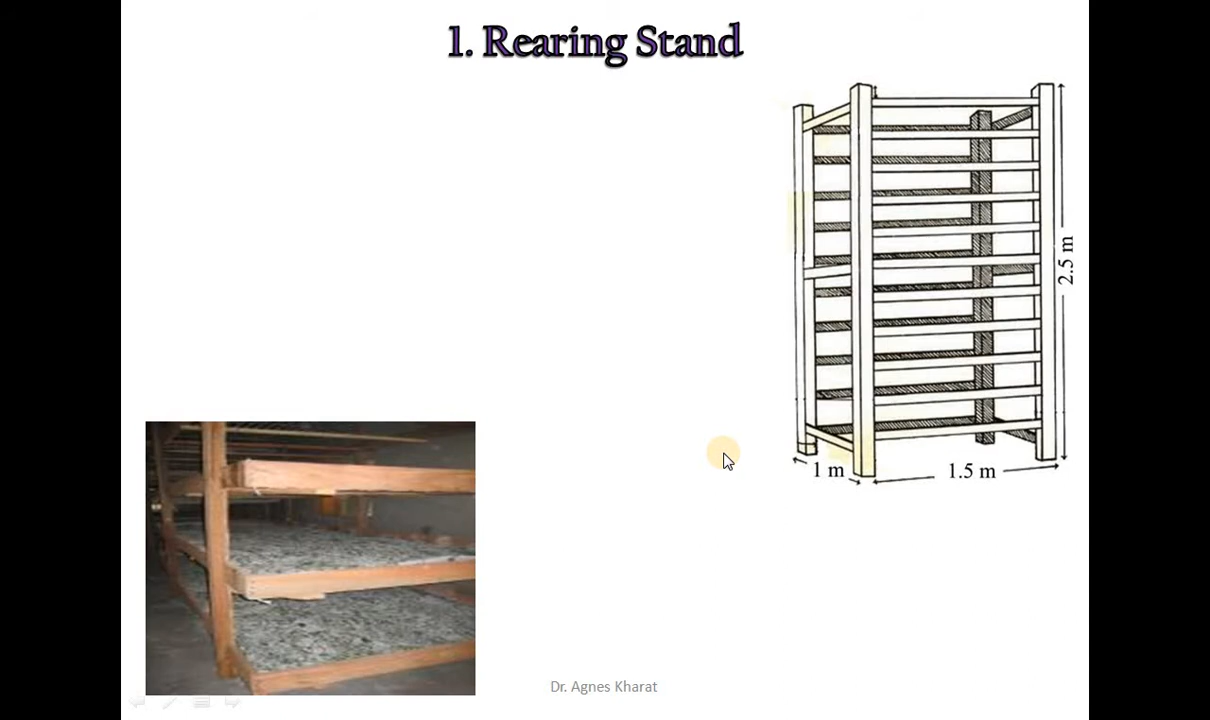 1. Rearing Stand
2.5 m
1 m
1.5 m
Dr. Agnes Kharat